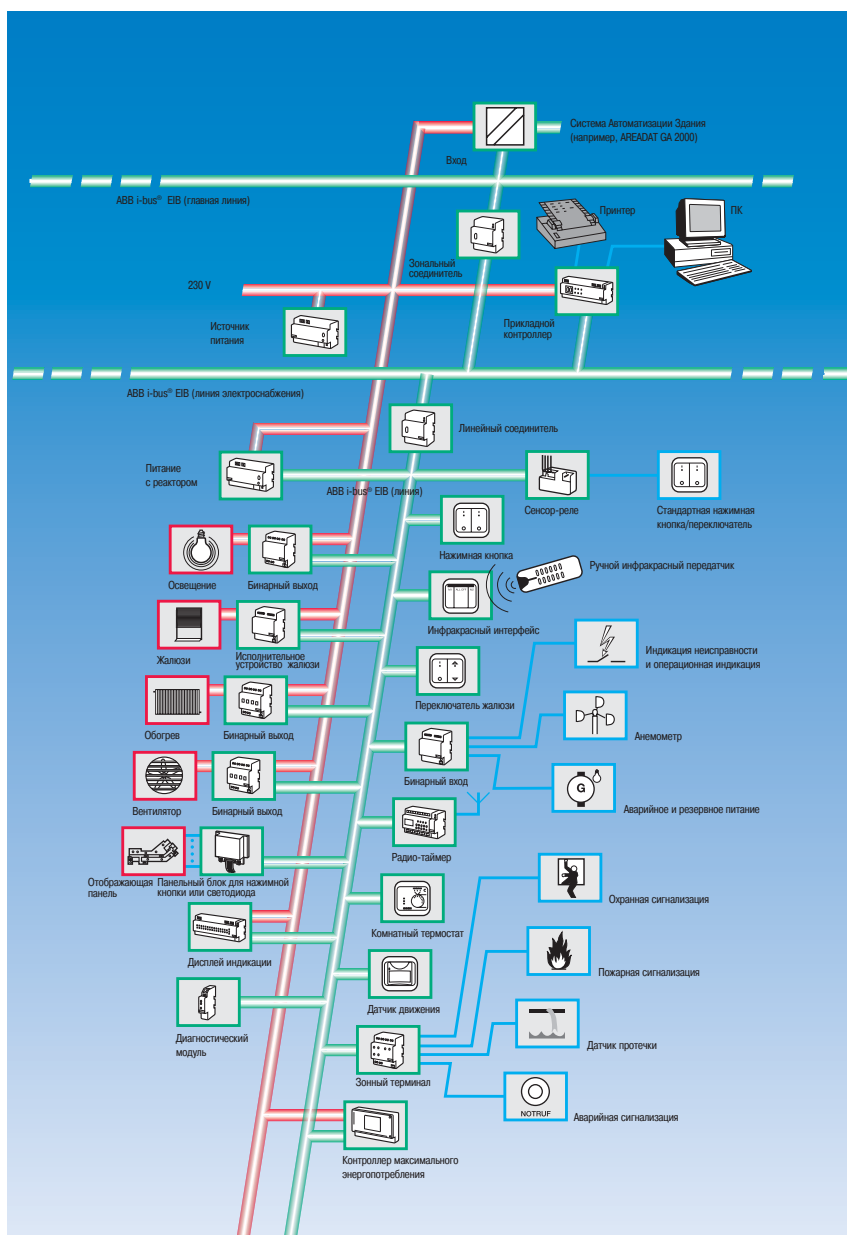 Система Автоматизации Здания
(например, AREADAT GA 2000)
Вход
ABB i-bus® EIB (главная линия)
Принтер
ПК
Зональный
соединитель
230 V
Источник
питания
Прикладной
контроллер
ABB i-bus® EIB (линия электроснабжения)
Линейный соединитель
Питание
с реактором
ABB i-bus® EIB (линия)
Сенсор-реле
Стандартная нажимная
кнопка/переключатель
Нажимная кнопка
Освещение
Бинарный выход
Ручной инфракрасный передатчик
Инфракрасный интерфейс
Жалюзи
Исполнительное
устройство жалюзи
Индикация неисправности
и операционная индикация
Переключатель жалюзи
Обогрев
Бинарный выход
Анемометр
Бинарный вход
Вентилятор
Бинарный выход
G
Аварийное и резервное питание
Радио-таймер
Отображающая
панель
Панельный блок для нажимной
кнопки или светодиода
Охранная сигнализация
Комнатный термостат
Дисплей индикации
Пожарная сигнализация
Датчик движения
Диагностический
модуль
Датчик протечки
Зонный терминал
NOTRUF
Аварийная сигнализация
Контроллер максимального
энергопотребления